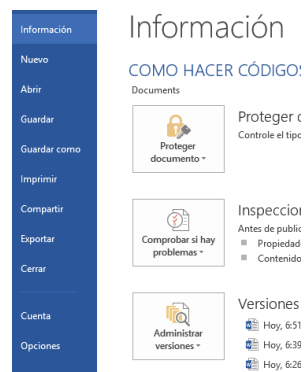 Información
Nuevo
Abrir
Guardar
Guardar como
Imprimir
Compartir
Exportar
Cerrar
Cuenta
Opciones
Información
COMO HACER CÓDIGOS
Documents
Proteger documento
Proteger
Controle el tipo
Comprobar si hay
problemas
Antes de
Propiedad
Contenido
Administrar
versiones
Versiones
Hoy, 6:51
Hoy, 6:39
Hoy, 6:26